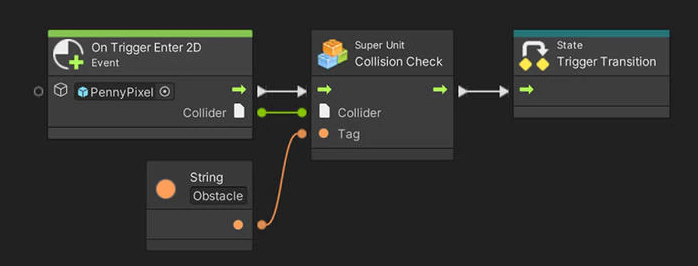 On Trigger Enter 2D
Event
PennyPixel
Collider
String
Obstacle
Super Unit
Collision Check
Collider
Tag
State
Trigger Transition